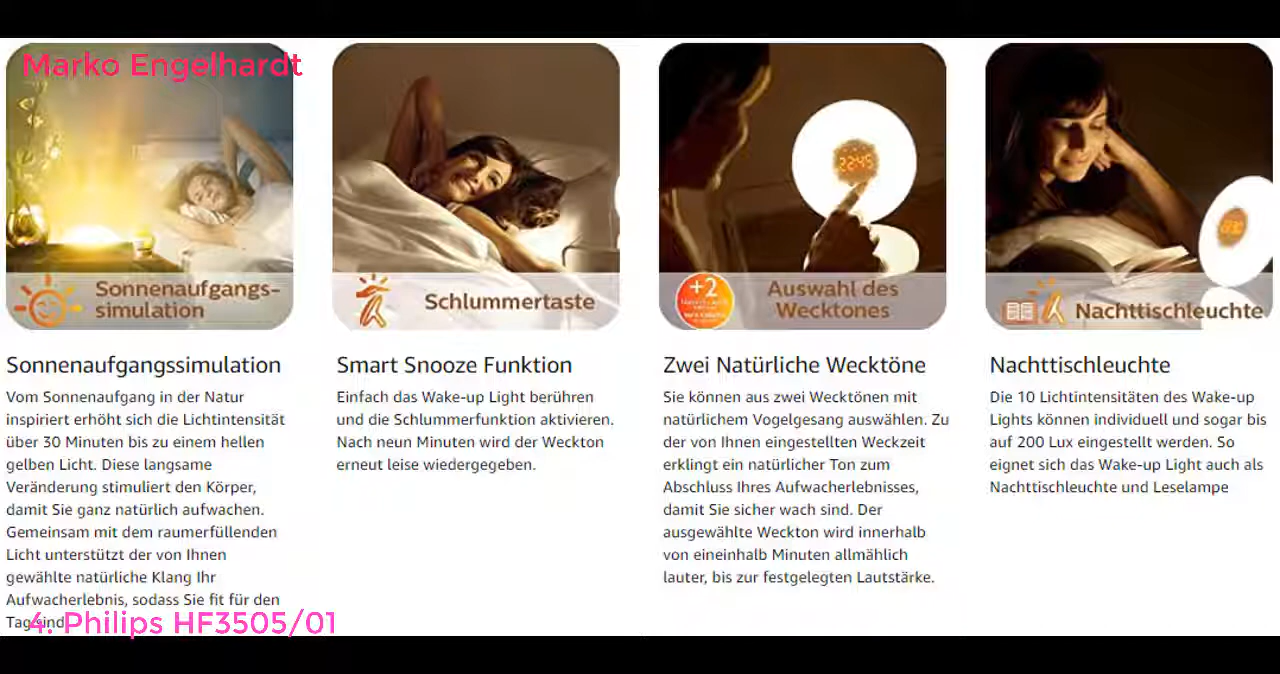 Marko Engelhardt
Sonnenaufgangs-
simulation
Schlummertaste
22:45
+2
Auswahl des
Wecktones
Nachttischleuchte
Sonnenaufgangssimulation
Vom Sonnenaufgang in der Natur
inspiriert erhöht sich die Lichtintensität
über 30 Minuten bis zu einem hellen
gelben Licht. Diese langsame
Veränderung stimuliert den Körper,
damit Sie ganz natürlich aufwachen.
Gemeinsam mit dem raumerfüllenden
Licht unterstützt der von Ihnen
gewählte natürliche Klang Ihr
Aufwacherlebnis, sodass Sie fit für den
Tag sind
Smart Snooze Funktion
Einfach das Wake-up Light berühren
und die Schlummerfunktion aktivieren.
Nach neun Minuten wird der Weckton
erneut leise wiedergegeben.
Zwei Natürliche Wecktöne
Sie können aus zwei Wecktönen mit
natürlichem Vogelgesang auswählen. Zu
der von Ihnen eingestellten Weckzeit
erklingt ein natürlicher Ton zum
Abschluss Ihres Aufwacherlebnisses,
damit Sie sicher wach sind. Der
ausgewählte Weckton wird innerhalb
von eineinhalb Minuten allmählich
lauter, bis zur festgelegten Lautstärke.
Nachttischleuchte
Die 10 Lichtintensitäten des Wake-up
Lights können individuell und sogar bis
auf 200 Lux eingestellt werden. So
eignet sich das Wake-up Light auch als
Nachttischleuchte und Leselampe
4. Philips HF3505/01